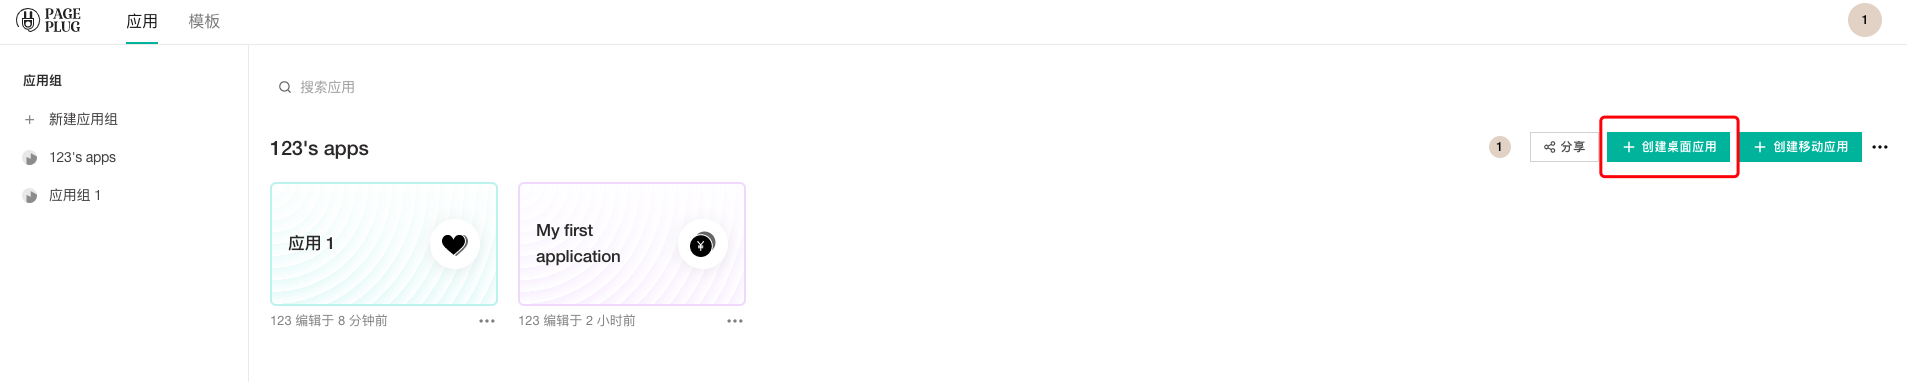 PAGE
PLUG
应用
模板
1
应用组
新建应用组
123's apps
应用组 1
搜索应用
123's apps
1
分享
创建桌面应用
创建移动应用
应用 1
My first
application
¥
123 编辑于 8 分钟前
123 编辑于 2 小时前